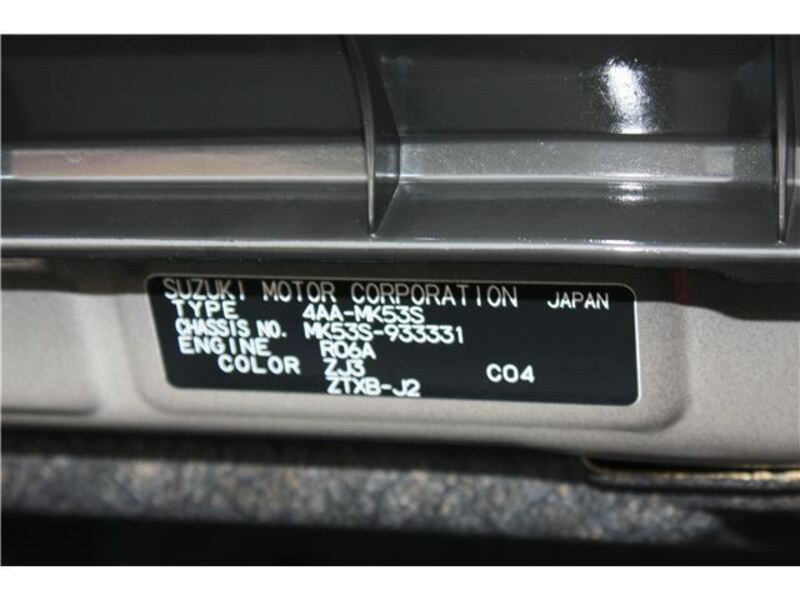 SUZUKI MOTOR CORPORATION JAPAN
TYPE 4AA-MK53S
CHASSIS NO. MK53S-933331
ENGINE R06A
COLOR ZJ3 C04
ZTXB-J2